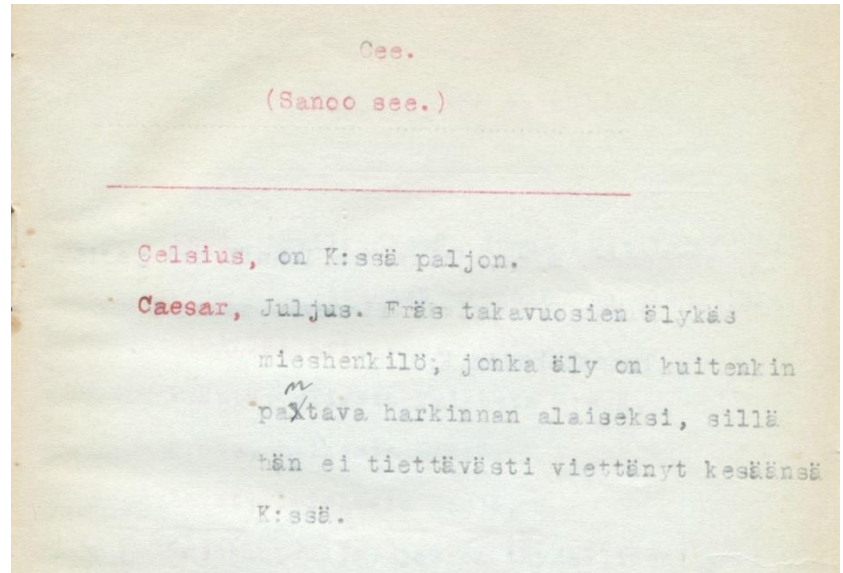 Cee.
(Sanoo see.)
Celsius, on K:ssä paljon.
Caesar, Juljus. Eräs takavuosien älykäs
mieshenkilö, jonka äly on kuitenkin
pantava harkinnan alaiseksi, sillä
hän ei tiettävästi viettänyt kesäänsä
K:ssä.